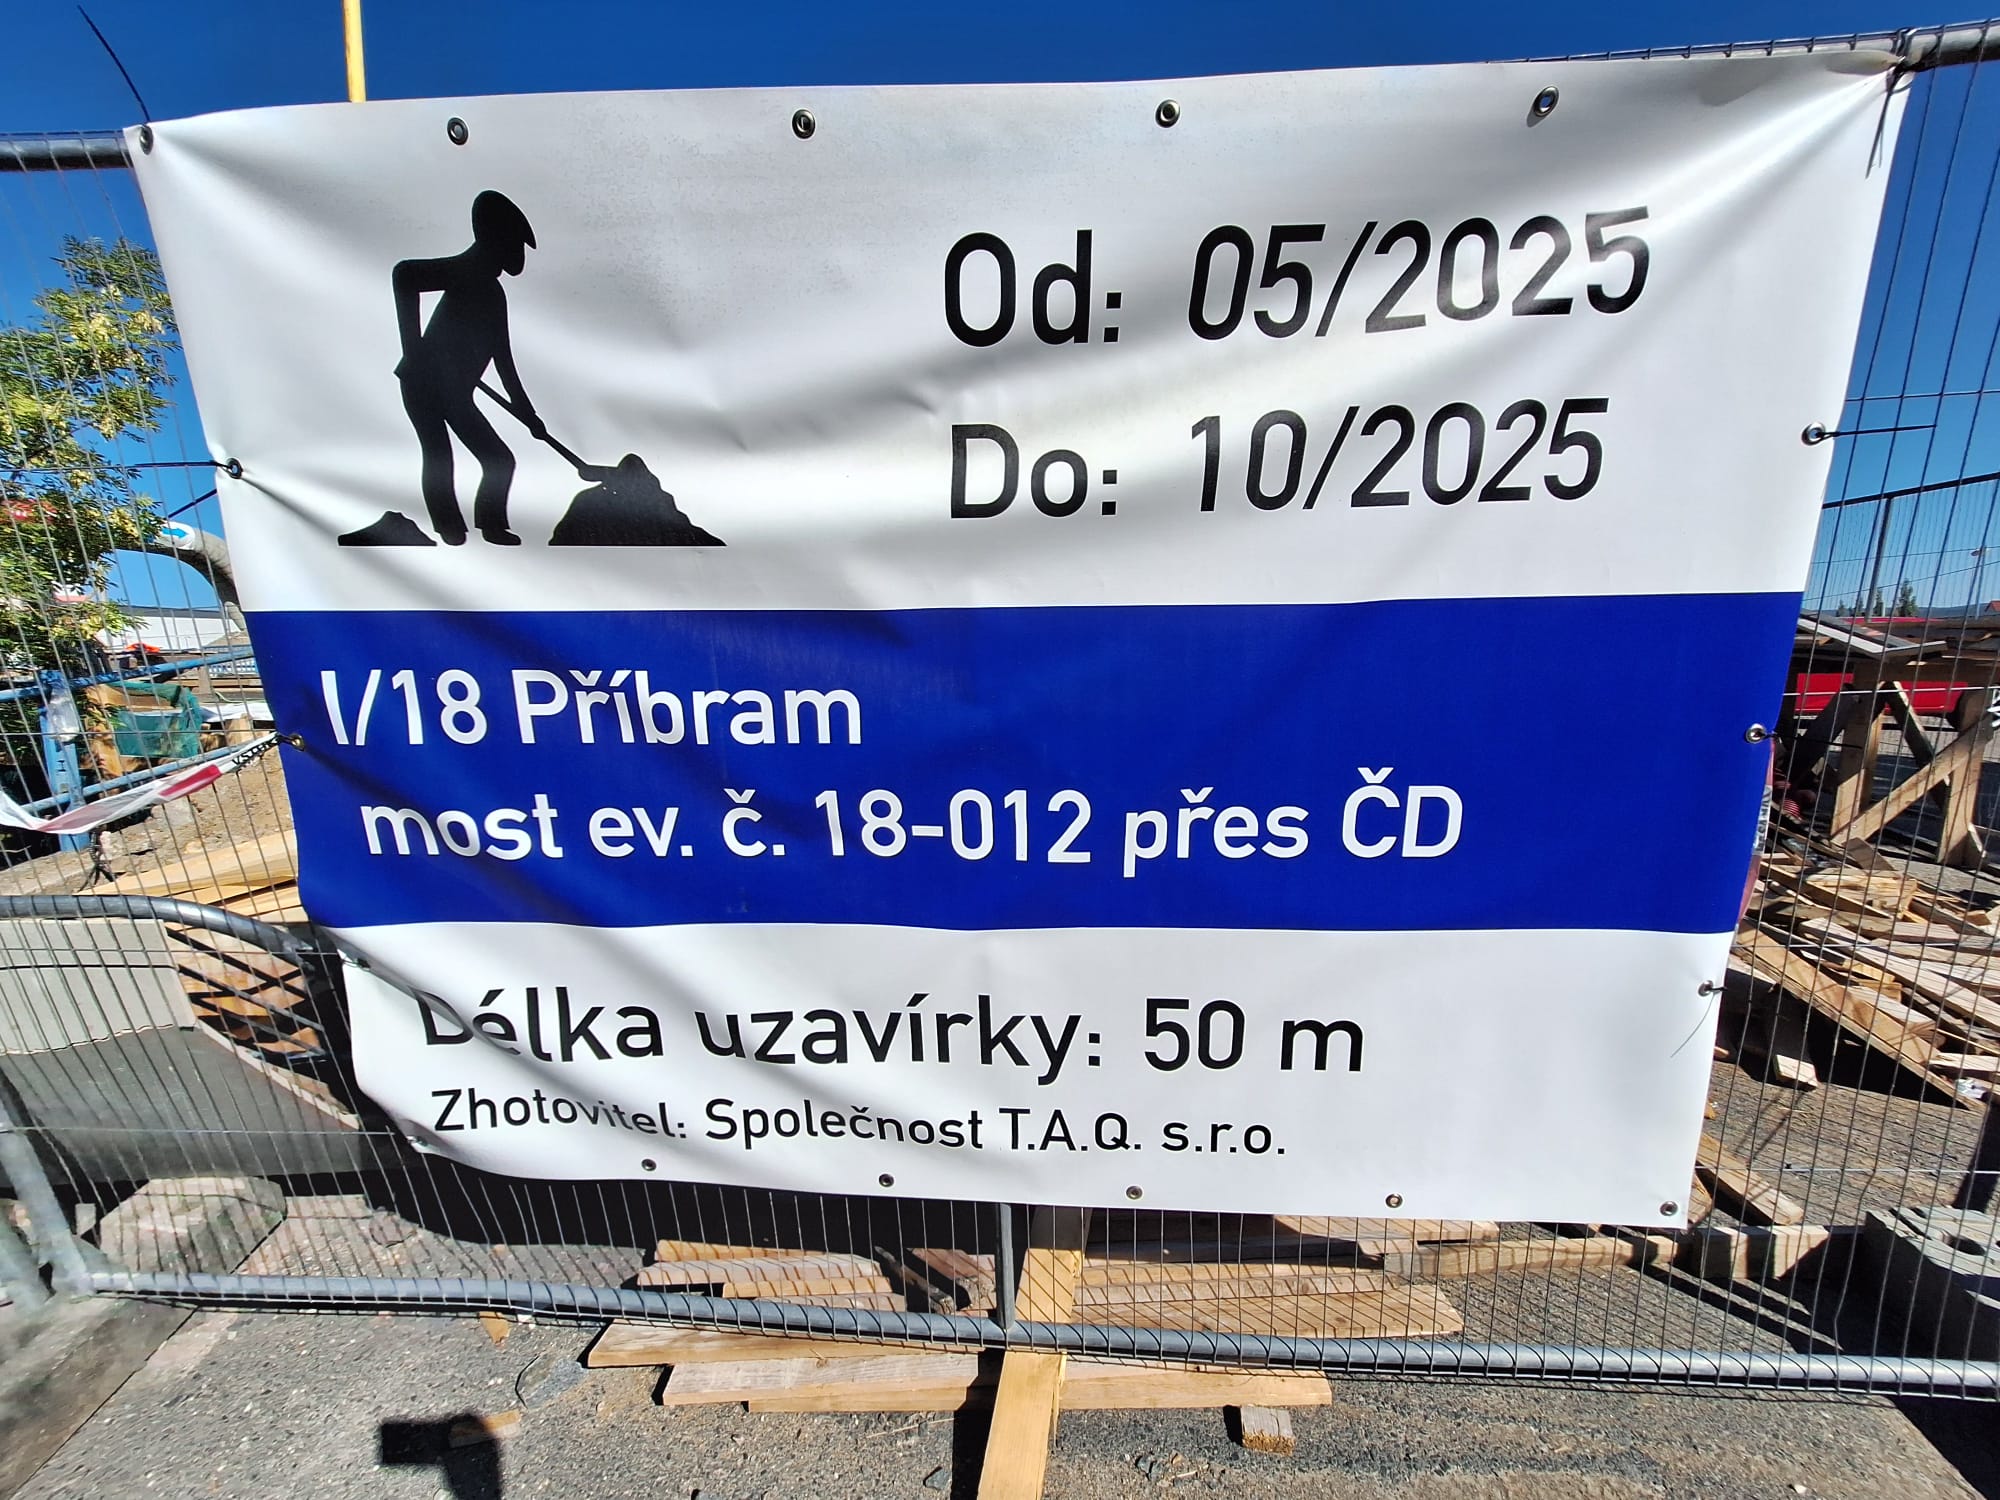 Od: 05/2025
Do: 10/2025
I/18 Příbram
most ev. č. 18-012 přes ČD
Délka uzavírky: 50 m
Zhotovitel: Společnost T.A.Q. s.r.o.